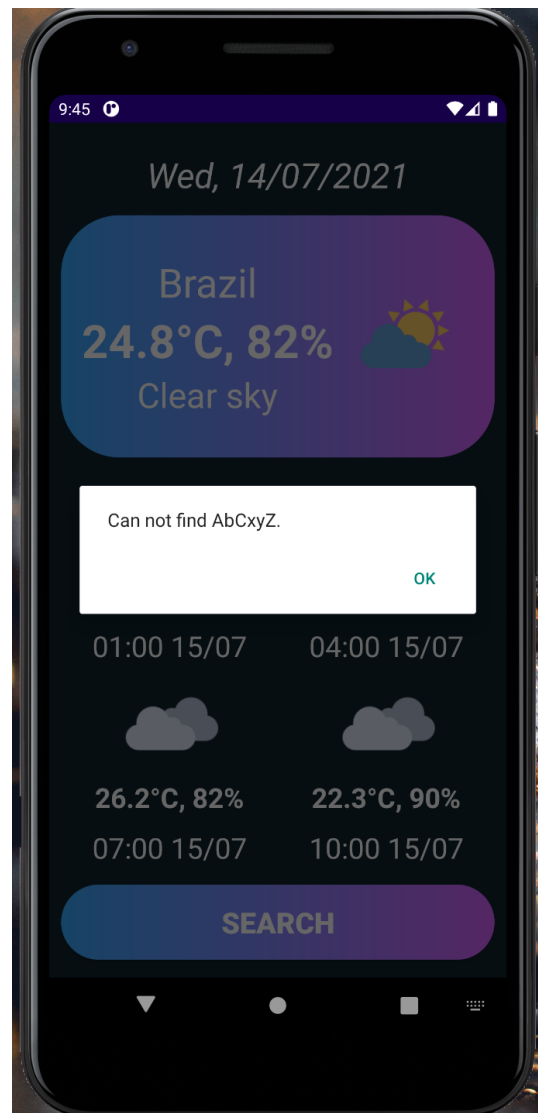 9:45
Wed, 14/07/2021
Brazil
24.8°C, 82%
Clear sky
Can not find AbCxyZ.
OK
01:00 15/07 04:00 15/07
26.2°C, 82% 22.3°C, 90%
07:00 15/07 10:00 15/07
SEARCH